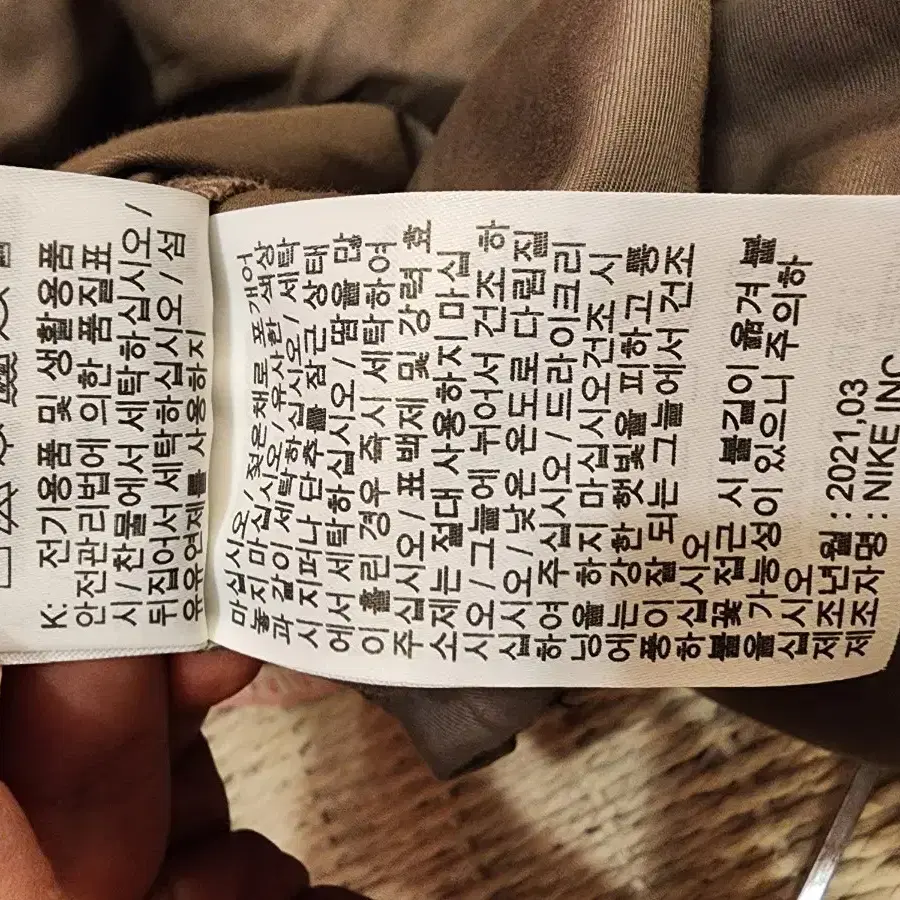 K: 전기용품 및 생활용품
안전관리법에 의한 품질표
시/찬물에서 세탁하십시오/
뒤집어서 세탁하십시오/섬
유유연제를 사용하지
마십시오/젖은채로 포개어
놓지 마십시오/유사한 색상
과 같이 세탁하십시오/세탁
시 지퍼나 단추를 잠근 상태
에서 세탁하십시오/땀을 많
이 흘린 경우 즉시 세탁하여
주십시오/표백제 및 강력 효
소제는 절대 사용하지 마십
시오/그늘에 뉘어서 건조 하
십시오/낮은 온도로 다림질
하여 주십시오/드라이크리
닝을 하지 마십시오건조 시
에는 강한 햇빛을 피하고 통
풍이 잘 되는 그늘에서 건조
하십시오
불꽃 접근 시 불길이 옮겨 붙
을 가능성이 있으니 주의하
십시오
제조년월 : 2021,03
제조자명 : NIKE INC